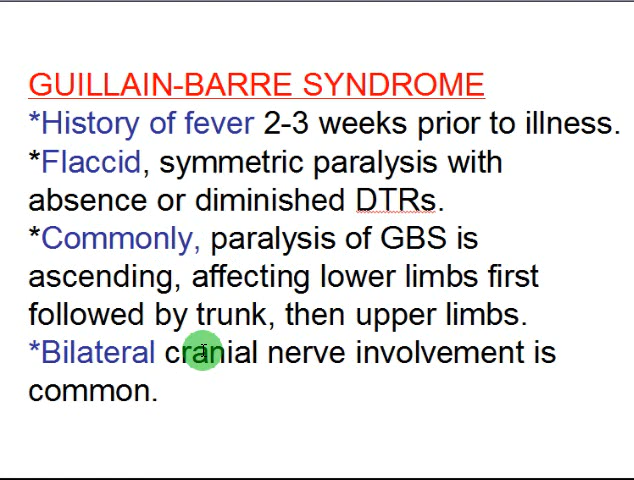 GUILLAIN-BARRE SYNDROME
*History of fever 2-3 weeks prior to illness.
*Flaccid, symmetric paralysis with
absence or diminished DTRs.
*Commonly, paralysis of GBS is
ascending, affecting lower limbs first
followed by trunk, then upper limbs.
*Bilateral cranial nerve involvement is
common.